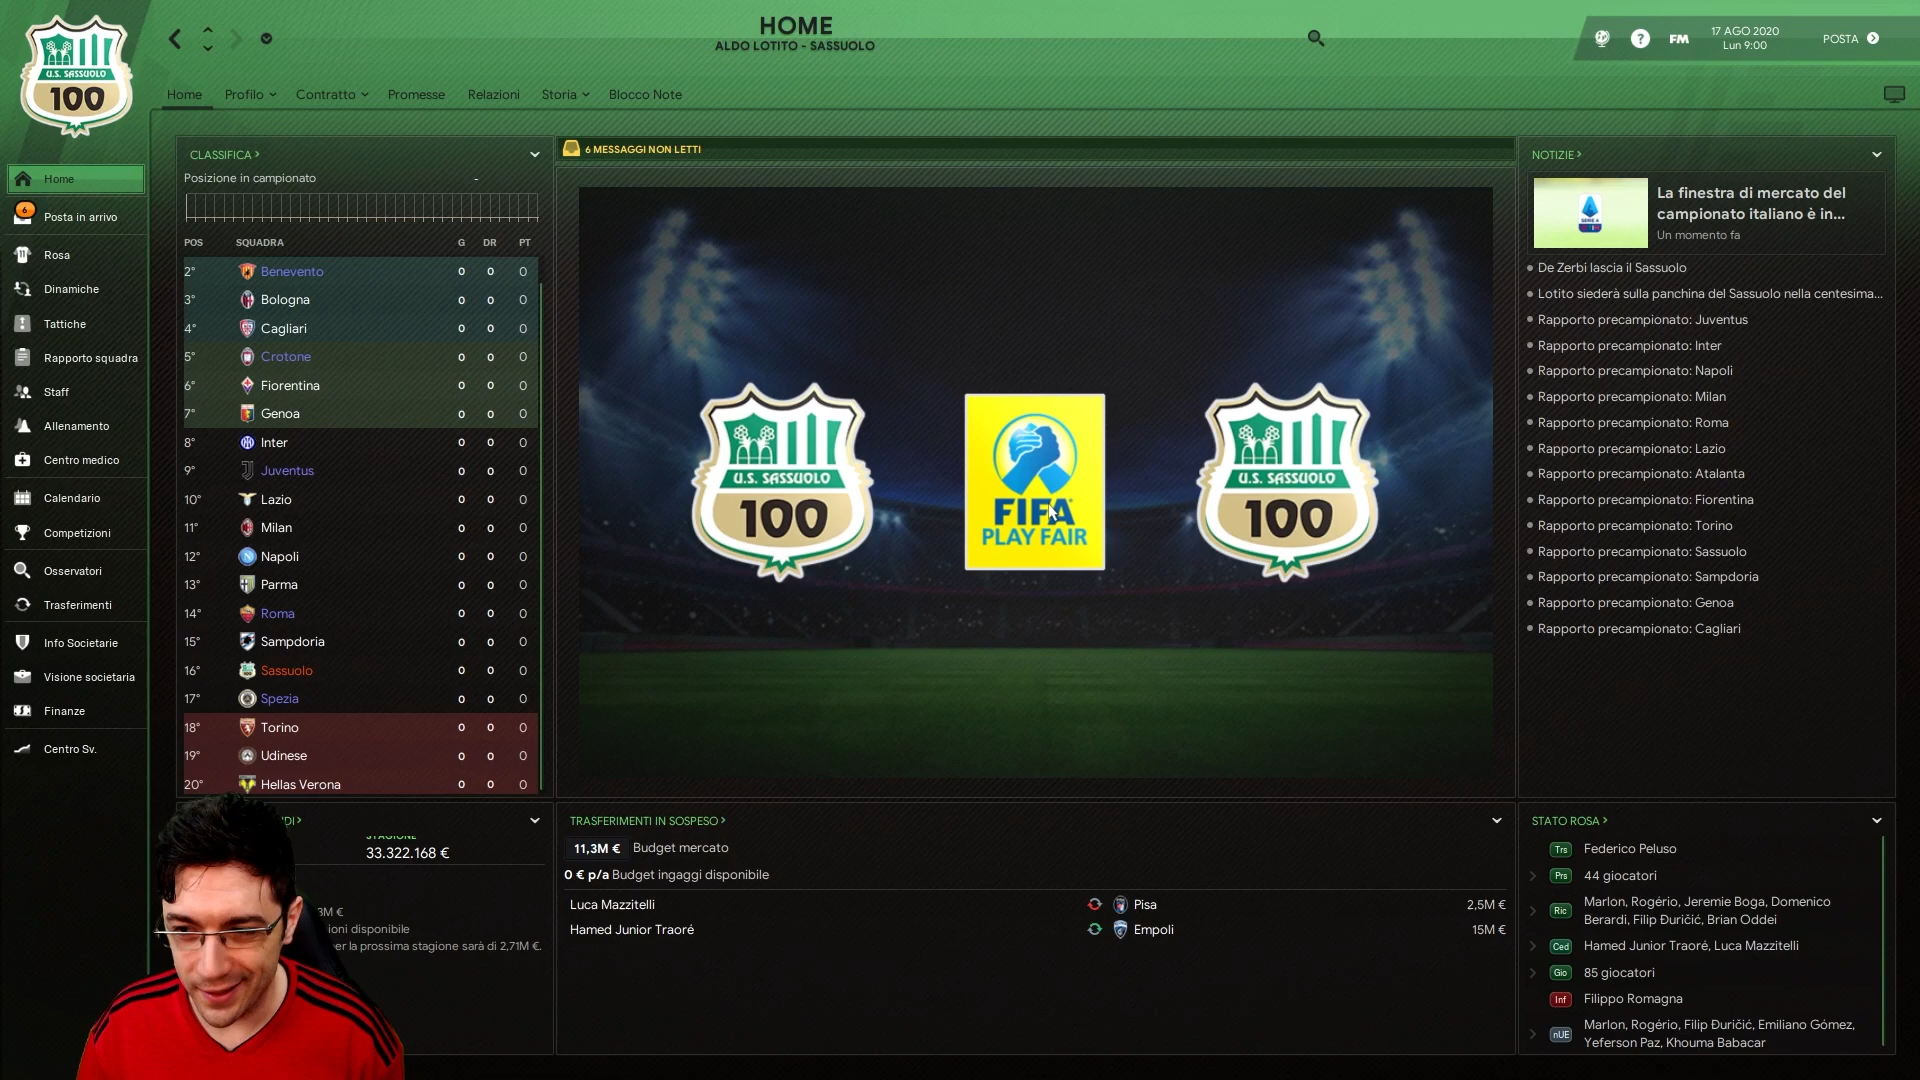 HOME
ALDO LOTITO - SASSUOLO
FM
17 AGO 2020
Lun 9:00
POSTA
U.S. SASSUOLO
100
Home
Profilo
Contratto
Promesse
Relazioni
Storia
Blocco Note
Home
6
Posta in arrivo
Rosa
Dinamiche
Tattiche
Rapporto squadra
Staff
Allenamento
Centro medico
Calendario
Competizioni
Osservatori
Trasferimenti
Info Societarie
Visione societaria
Finanze
Centro Sv.
CLASSIFICA
Posizione in campionato -
POS SQUADRA G DR PT
2° Benevento 0 0 0
3° Bologna 0 0 0
4° Cagliari 0 0 0
5° Crotone 0 0 0
6° Fiorentina 0 0 0
7° Genoa 0 0 0
8° Inter 0 0 0
9° Juventus 0 0 0
10° Lazio 0 0 0
11° Milan 0 0 0
12° Napoli 0 0 0
13° Parma 0 0 0
14° Roma 0 0 0
15° Sampdoria 0 0 0
16° Sassuolo 0 0 0
17° Spezia 0 0 0
18° Torino 0 0 0
19° Udinese 0 0 0
20° Hellas Verona 0 0 0
6 MESSAGGI NON LETTI
U.S. SASSUOLO
100
FIFA
PLAY FAIR
U.S. SASSUOLO
100
NOTIZIE
SERIE A
La finestra di mercato del
campionato italiano è in...
Un momento fa
De Zerbi lascia il Sassuolo
Lotito siederà sulla panchina del Sassuolo nella centesima...
Rapporto precampionato: Juventus
Rapporto precampionato: Inter
Rapporto precampionato: Napoli
Rapporto precampionato: Milan
Rapporto precampionato: Roma
Rapporto precampionato: Lazio
Rapporto precampionato: Atalanta
Rapporto precampionato: Fiorentina
Rapporto precampionato: Torino
Rapporto precampionato: Sassuolo
Rapporto precampionato: Sampdoria
Rapporto precampionato: Genoa
Rapporto precampionato: Cagliari
STAGIONE
33.322.168 €
3M €
ioni disponibile
er la prossima stagione sarà di 2,71M €.
TRASFERIMENTI IN SOSPESO
11,3M € Budget mercato
0 € p/a Budget ingaggi disponibile
Luca Mazzitelli Pisa 2,5M €
Hamed Junior Traoré Empoli 15M €
STATO ROSA
Trs Federico Peluso
Prs 44 giocatori
Ric Marlon, Rogério, Jeremie Boga, Domenico
Berardi, Filip Đuričić, Brian Oddei
Ced Hamed Junior Traoré, Luca Mazzitelli
Gio 85 giocatori
Inf Filippo Romagna
nUE Marlon, Rogério, Filip Đuričić, Emiliano Gómez,
Yeferson Paz, Khouma Babacar